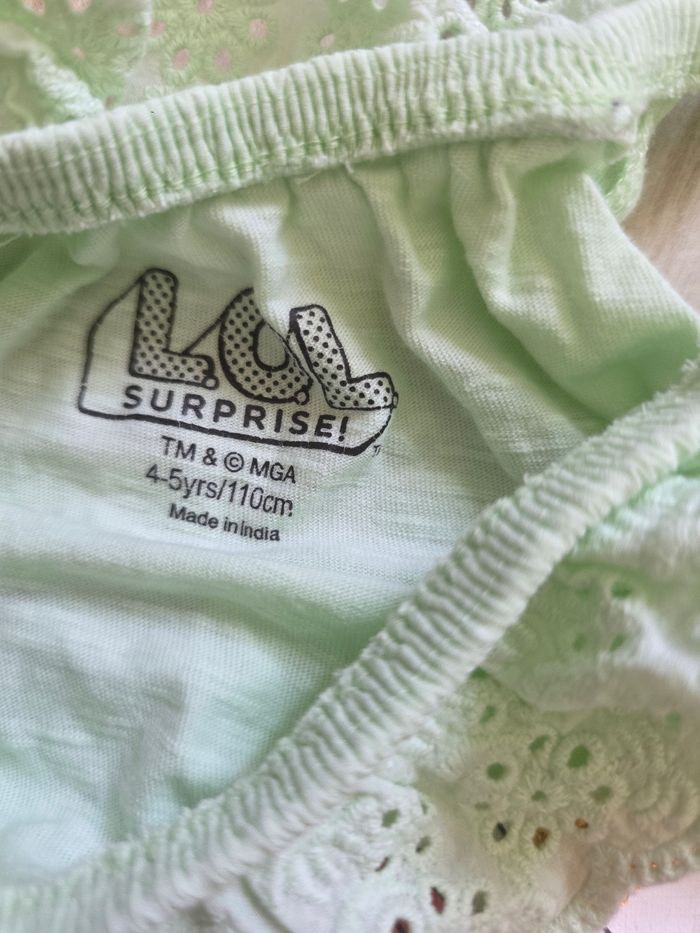 L.O.L
SURPRISE!
TM & © MGA
4-5yrs/110cm
Made in India